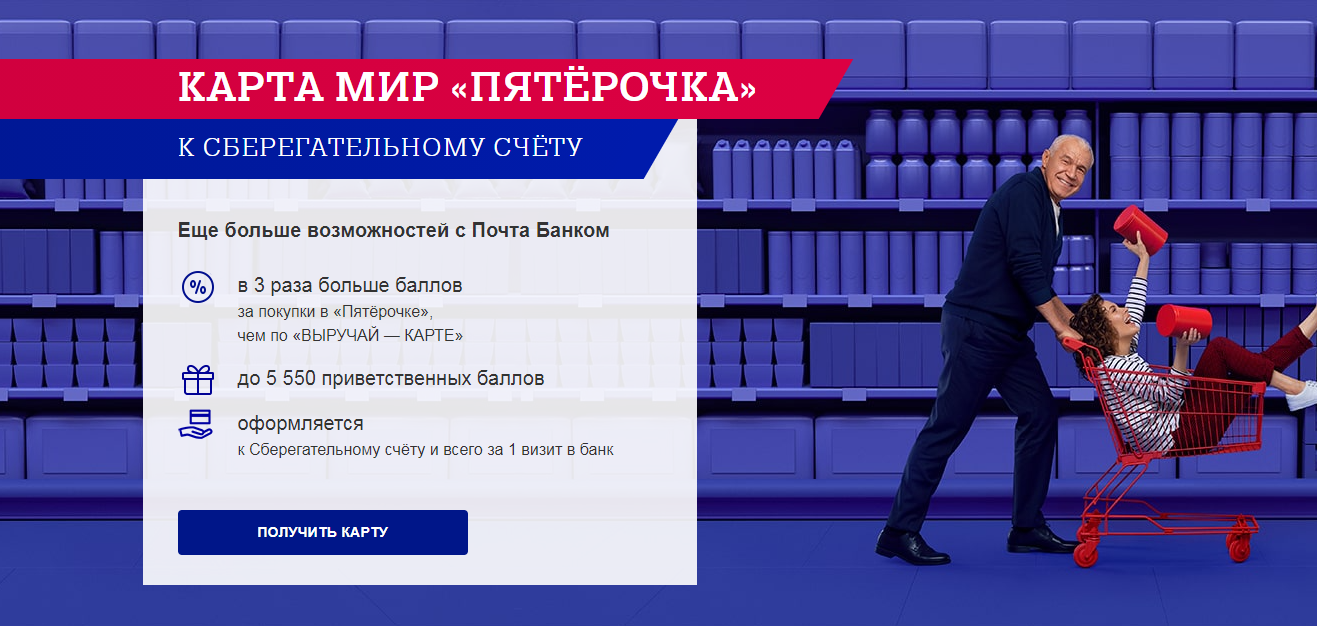 КАРТА МИР «ПЯТЁРОЧКА»
К СБЕРЕГАТЕЛЬНОМУ СЧЁТУ
Еще больше возможностей с Почта Банком
%
в 3 раза больше баллов
за покупки в «Пятёрочке»,
чем по «ВЫРУЧАЙ — КАРТЕ»
до 5 550 приветственных баллов
оформляется
к Сберегательному счёту и всего за 1 визит в банк
ПОЛУЧИТЬ КАРТУ